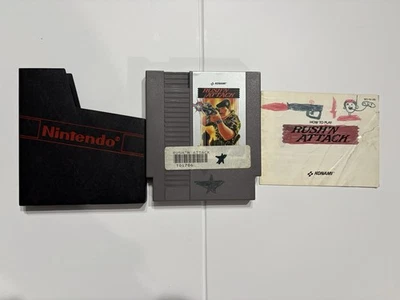 Nintendo®
KONAMI
RUSH'N
ATTACK
RUSH'N ATTACK
HOW TO PLAY
RUSH'N
ATTACK
KONAMI